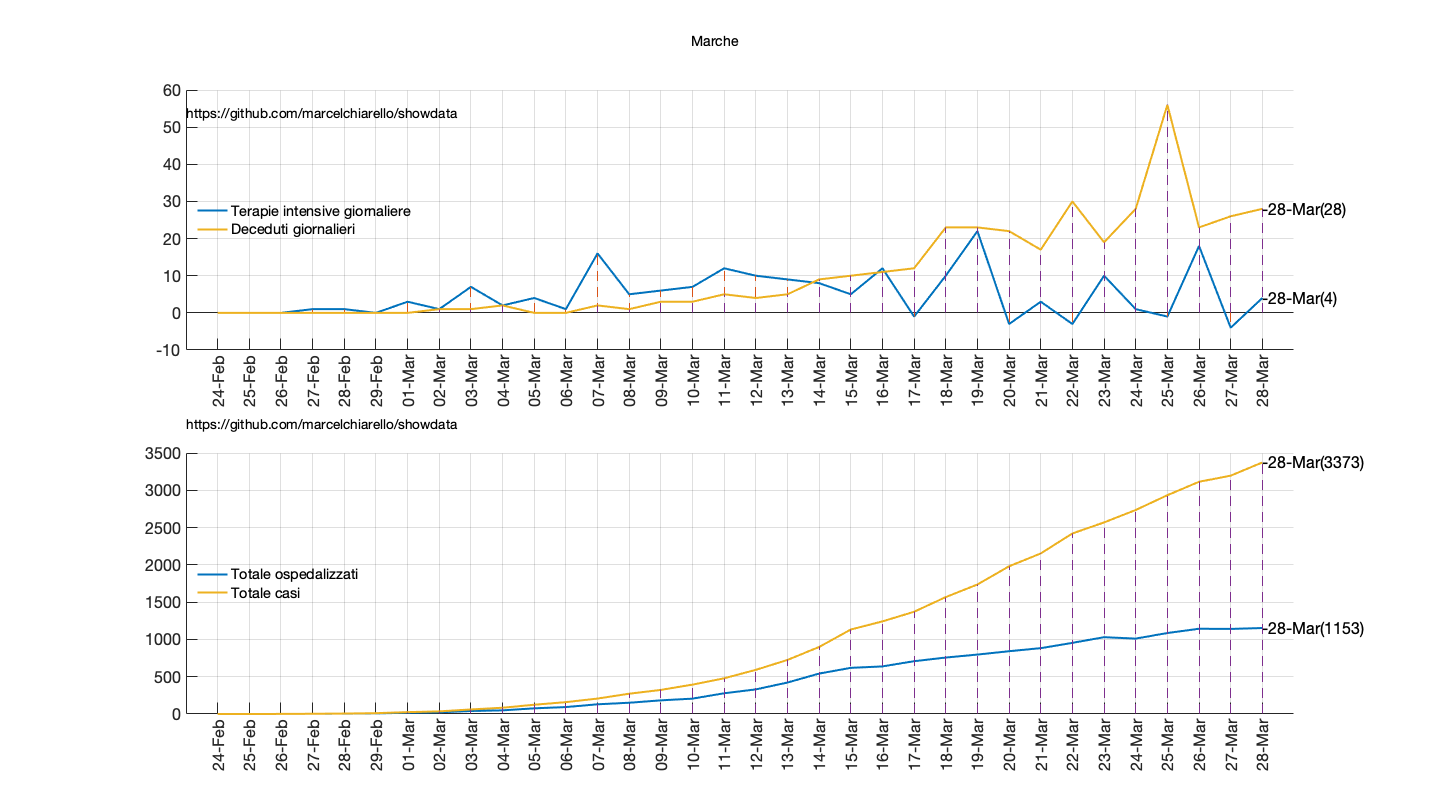 Marche
60
https://github.com/marcelchiarello/showdata
50
40
30
Terapie intensive giornaliere
-28-Mar(28)
Deceduti giornalieri
20
10
-28-Mar(4)
0
-10
24-Feb
25-Feb
26-Feb
27-Feb
28-Feb
29-Feb
01-Mar
02-Mar
03-Mar
04-Mar
05-Mar
06-Mar
07-Mar
08-Mar
09-Mar
10-Mar
11-Mar
12-Mar
13-Mar
14-Mar
15-Mar
16-Mar
17-Mar
18-Mar
19-Mar
20-Mar
21-Mar
22-Mar
23-Mar
24-Mar
25-Mar
26-Mar
27-Mar
28-Mar
https://github.com/marcelchiarello/showdata
3500
-28-Mar(3373)
3000
2500
2000
Totale ospedalizzati
Totale casi
1500
1000
-28-Mar(1153)
500
0
24-Feb
25-Feb
26-Feb
27-Feb
28-Feb
29-Feb
01-Mar
02-Mar
03-Mar
04-Mar
05-Mar
06-Mar
07-Mar
08-Mar
09-Mar
10-Mar
11-Mar
12-Mar
13-Mar
14-Mar
15-Mar
16-Mar
17-Mar
18-Mar
19-Mar
20-Mar
21-Mar
22-Mar
23-Mar
24-Mar
25-Mar
26-Mar
27-Mar
28-Mar